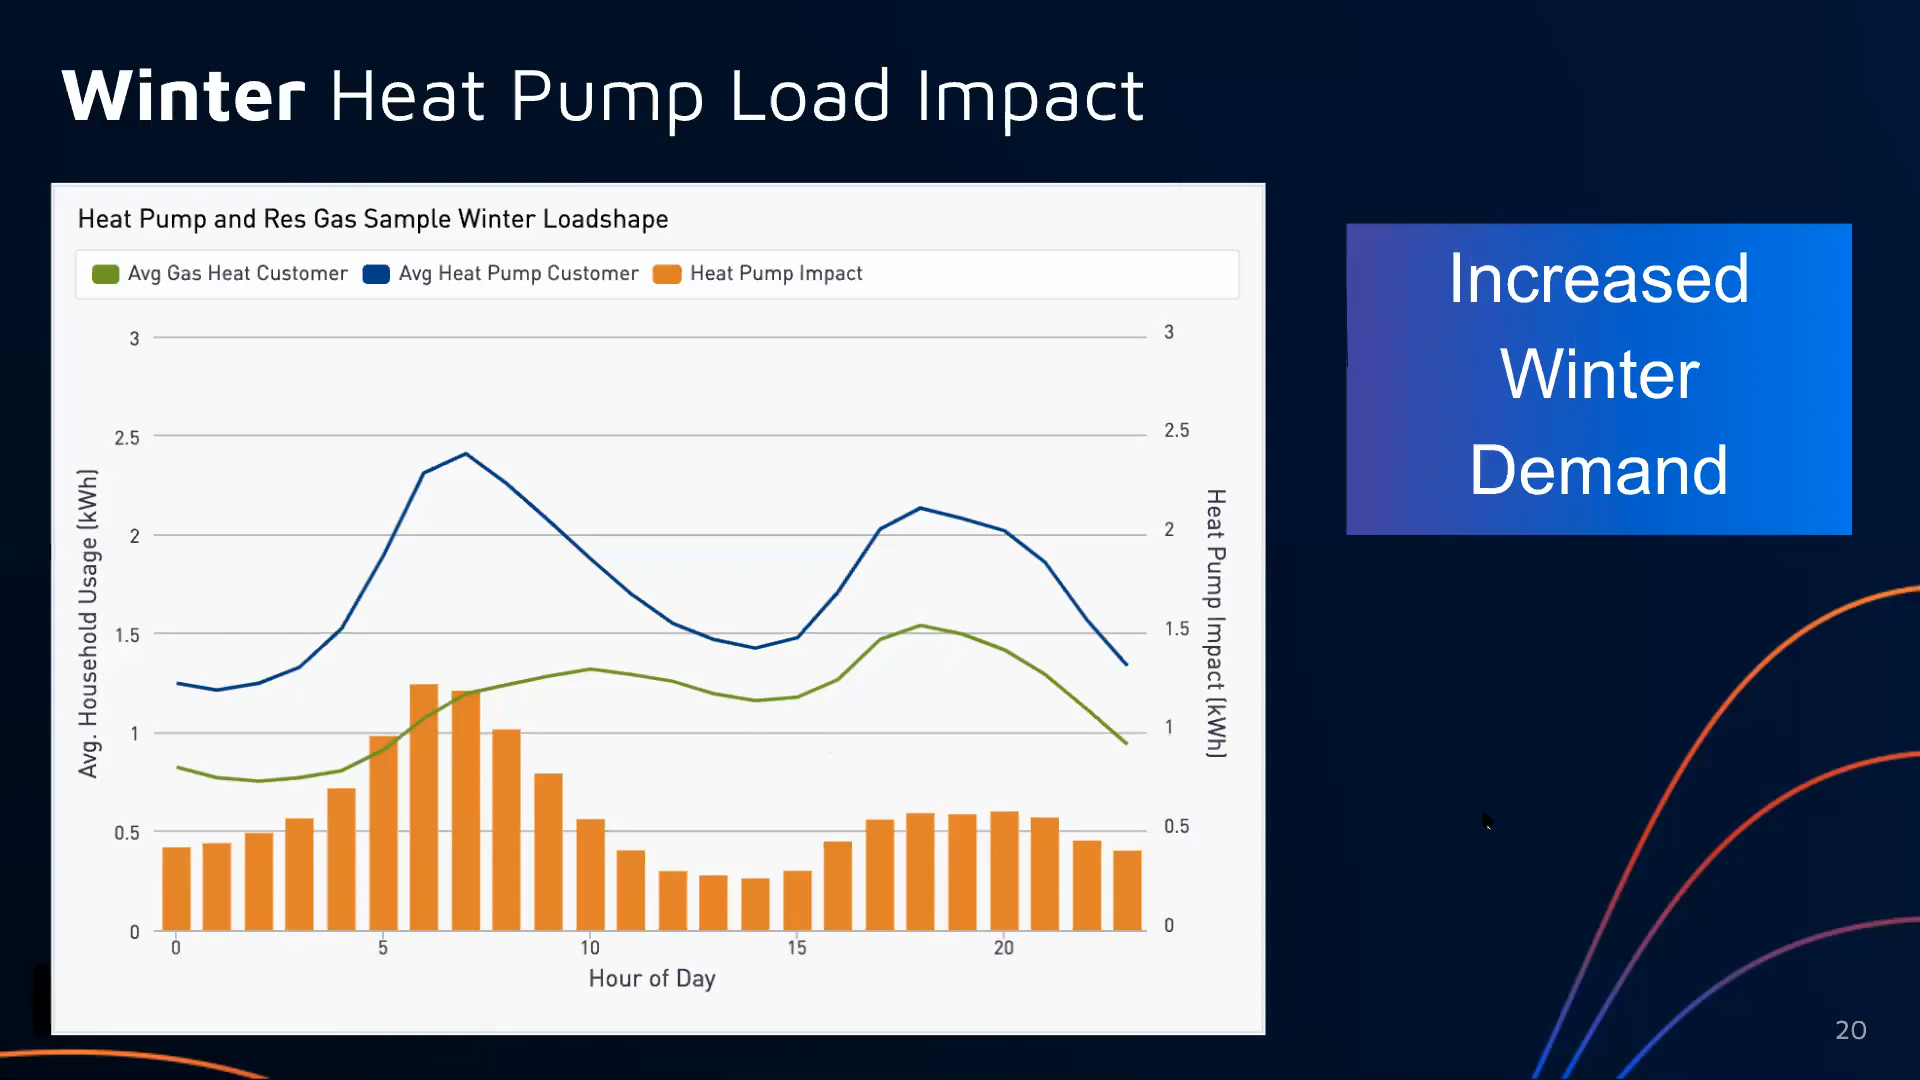 Winter Heat Pump Load Impact
Heat Pump and Res Gas Sample Winter Loadshape
Avg Gas Heat Customer Avg Heat Pump Customer Heat Pump Impact
3
2.5
2
1.5
1
0.5
0
Avg. Household Usage (kWh)
3
2.5
2
1.5
1
0.5
0
Heat Pump Impact (kWh)
0 5 10 15 20
Hour of Day
Increased
Winter
Demand
20